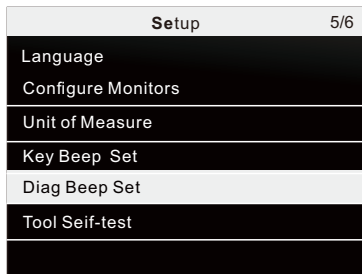 Setup 5/6
Language
Configure Monitors
Unit of Measure
Key Beep Set
Diag Beep Set
Tool Seif-test